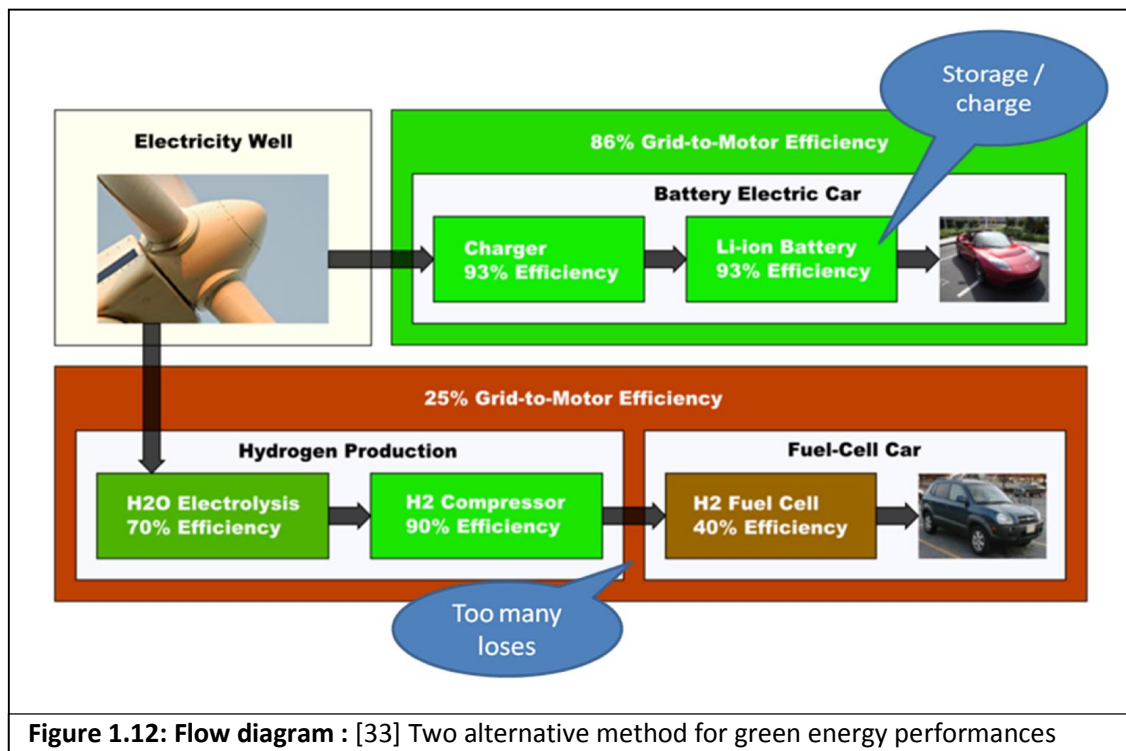 Storage /
charge
Electricity Well
86% Grid-to-Motor Efficiency
Battery Electric Car
Charger
93% Efficiency
Li-ion Battery
93% Efficiency
25% Grid-to-Motor Efficiency
Hydrogen Production
Fuel-Cell Car
H2O Electrolysis
70% Efficiency
H2 Compressor
90% Efficiency
H2 Fuel Cell
40% Efficiency
Too many
loses
Figure 1.12: Flow diagram : [33] Two alternative method for green energy performances